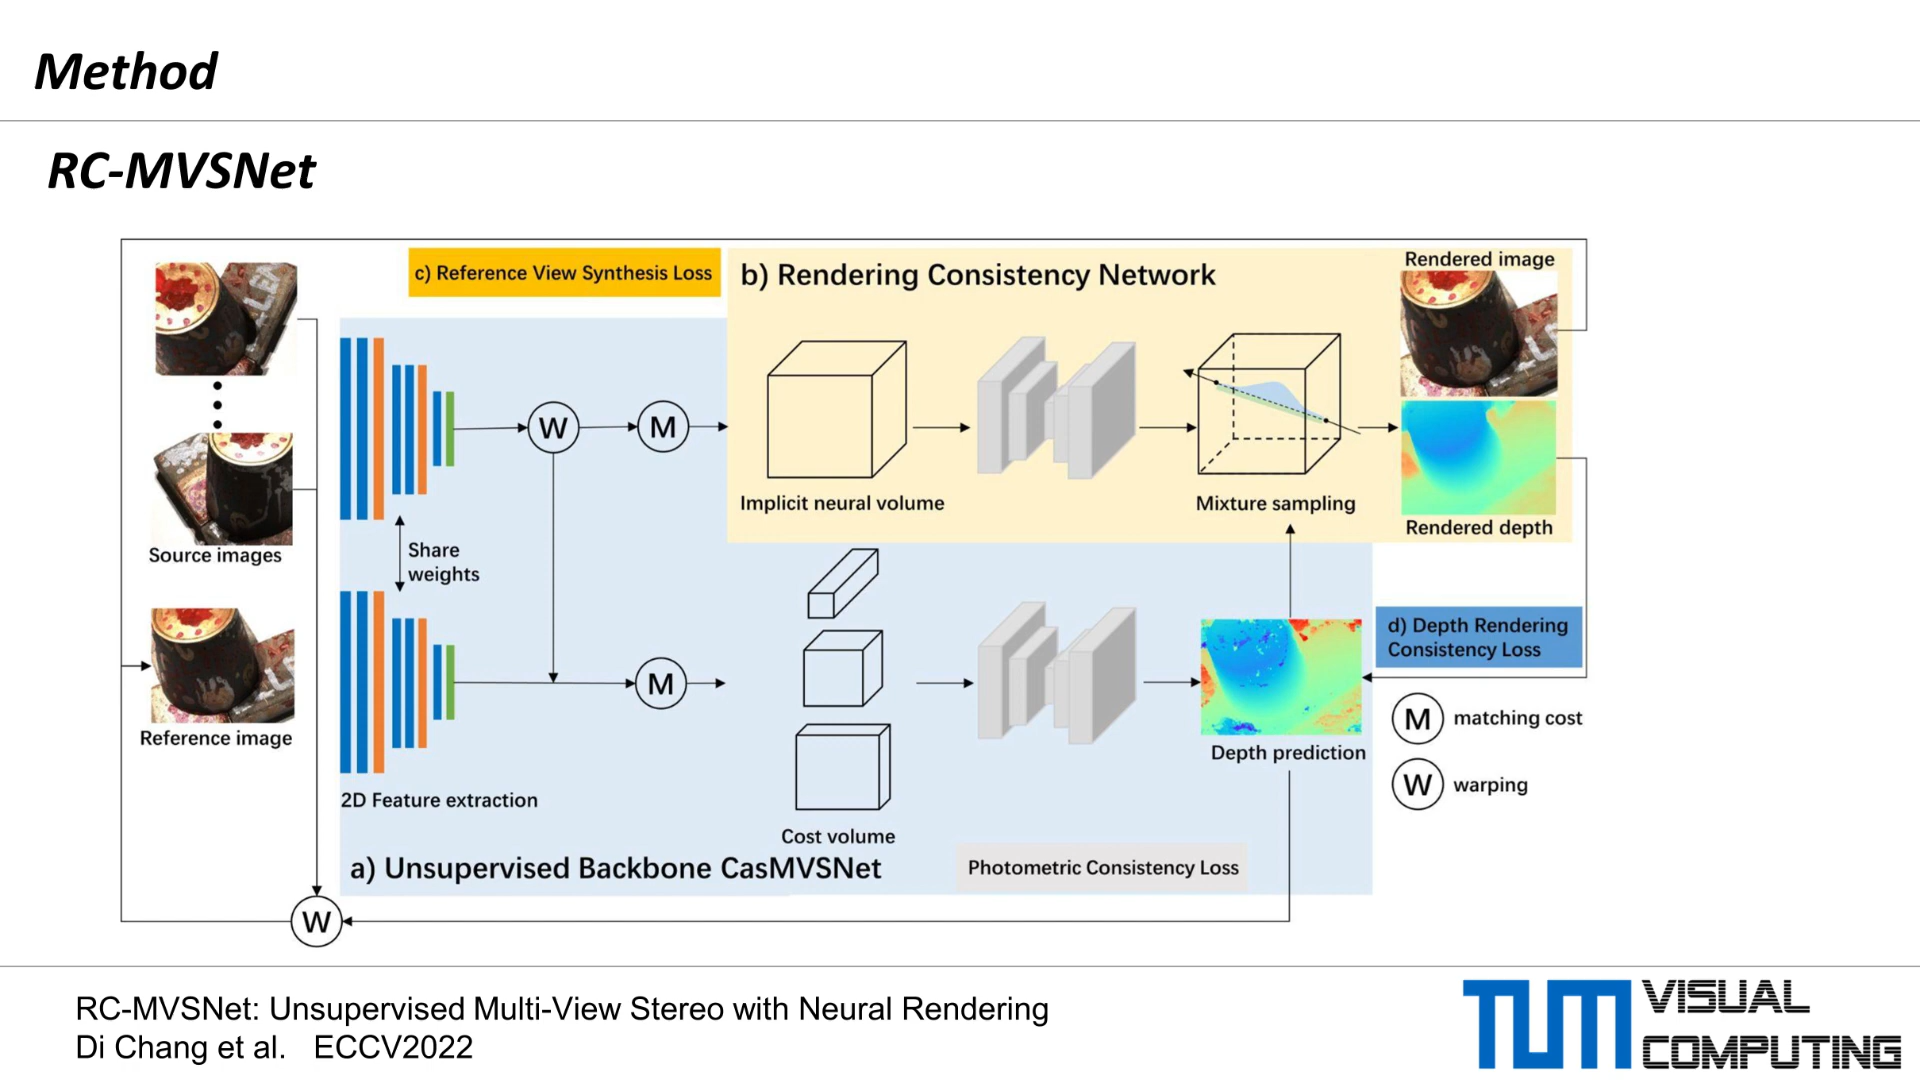 Method
RC-MVSNet
c) Reference View Synthesis Loss
b) Rendering Consistency Network
Rendered image
W
M
Implicit neural volume
Mixture sampling
Rendered depth
Source images
Share
weights
d) Depth Rendering
Consistency Loss
M
Reference image
M matching cost
Depth prediction
W warping
2D Feature extraction
Cost volume
a) Unsupervised Backbone CasMVSNet
Photometric Consistency Loss
W
RC-MVSNet: Unsupervised Multi-View Stereo with Neural Rendering
Di Chang et al. ECCV2022
TUM VISUAL
COMPUTING